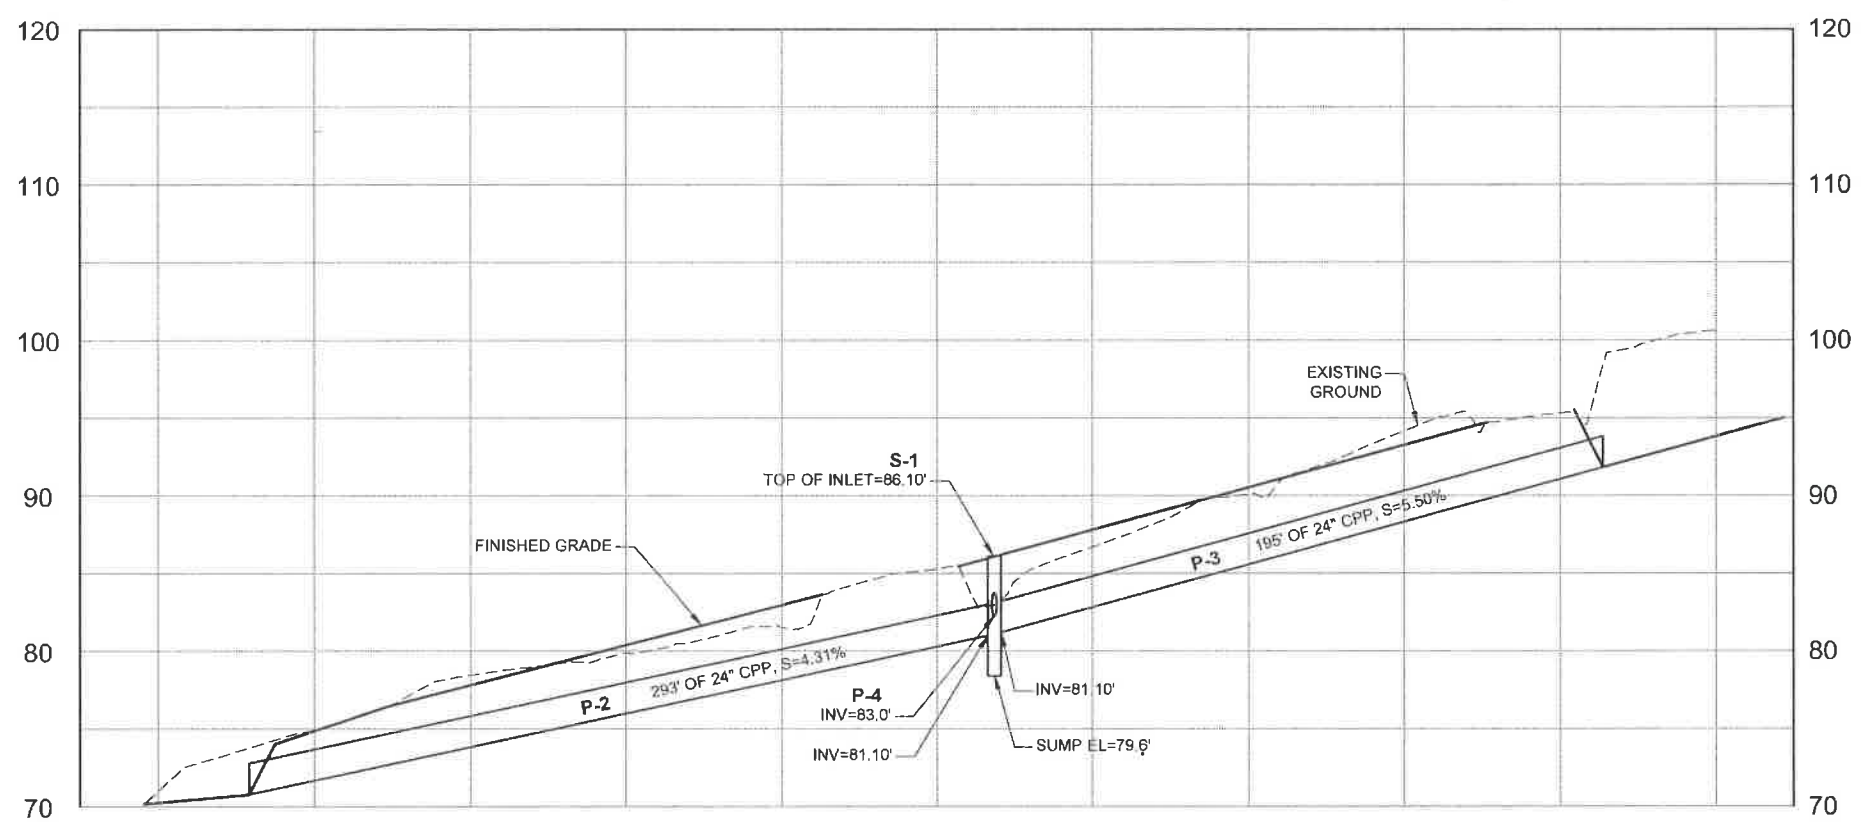 120
120
110
110
100
100
EXISTING
GROUND
S-1
TOP OF INLET=86.10'
90
90
195' OF 24" CPP, S=5.50%
P-3
FINISHED GRADE
80
80
293' OF 24" CPP, S=4.31%
P-2
P-4
INV=83.0'
INV=81.10'
INV=81.10'
SUMP EL=79.6'
70
70